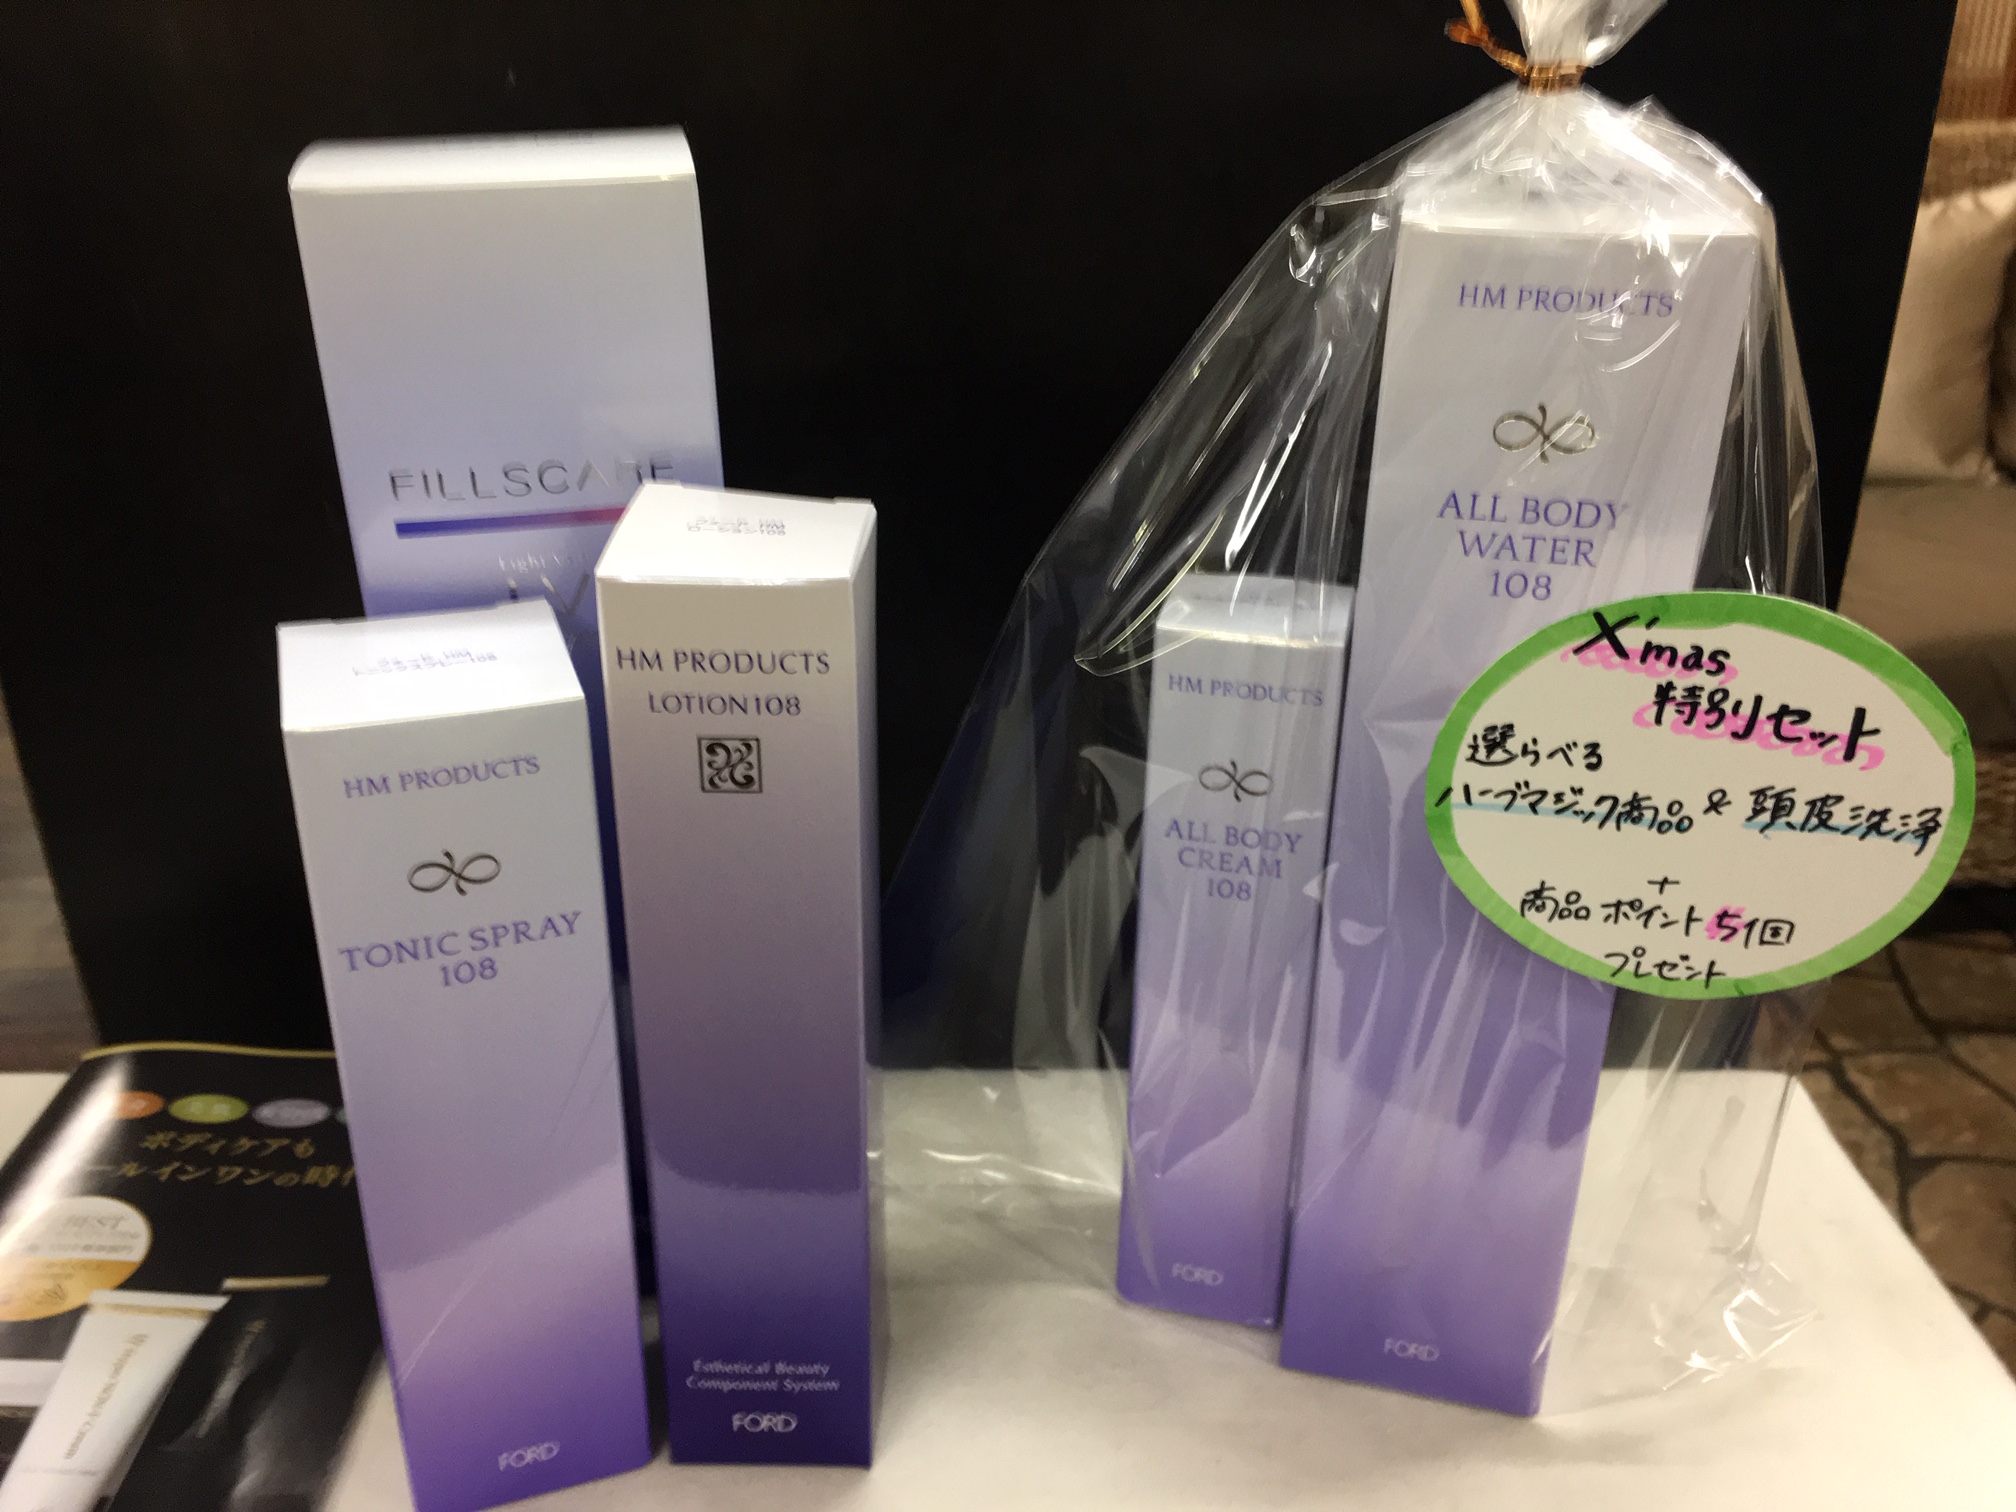 FILLSCARE
HM PRODUCTS
TONIC SPRAY
108
FORD
HM PRODUCTS
LOTION 108
Esthetical Beauty
Component System
FORD
HM PRODUCTS
ALL BODY
CREAM
108
FORD
HM PRODUCTS
ALL BODY
WATER
108
FORD
X'mas
特別セット
選らべる
ハーブマジック商品 & 頭皮洗浄
+
商品ポイント5個
プレゼント
ボディケアも
ールインワンの時
BEST